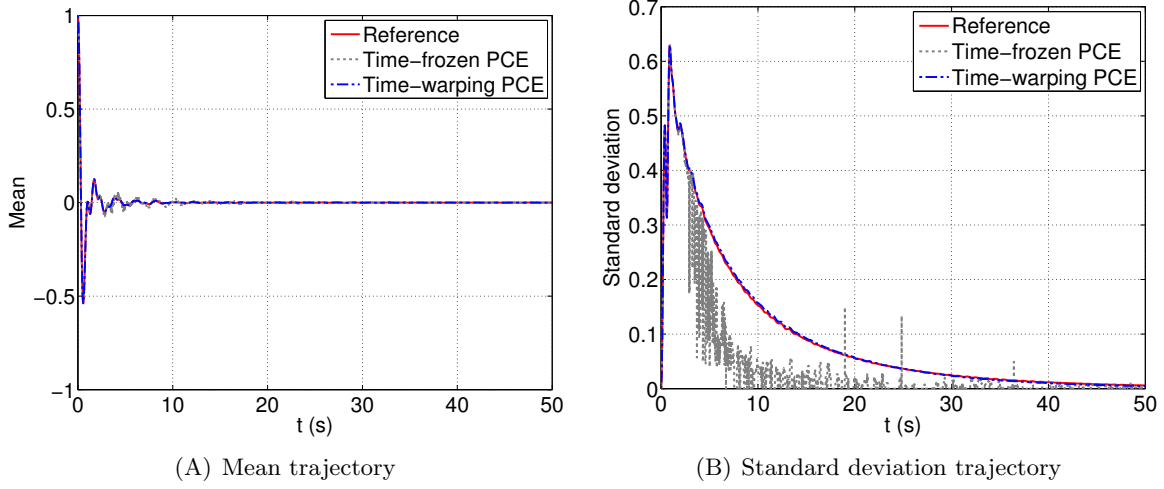 Reference
Time−frozen PCE
Time−warping PCE
1
0.5
0
−0.5
−1
Mean
0
10
20
30
40
50
t (s)
(A) Mean trajectory
Reference
Time−frozen PCE
Time−warping PCE
0.7
0.6
0.5
0.4
0.3
0.2
0.1
0
Standard deviation
0
10
20
30
40
50
t (s)
(B) Standard deviation trajectory